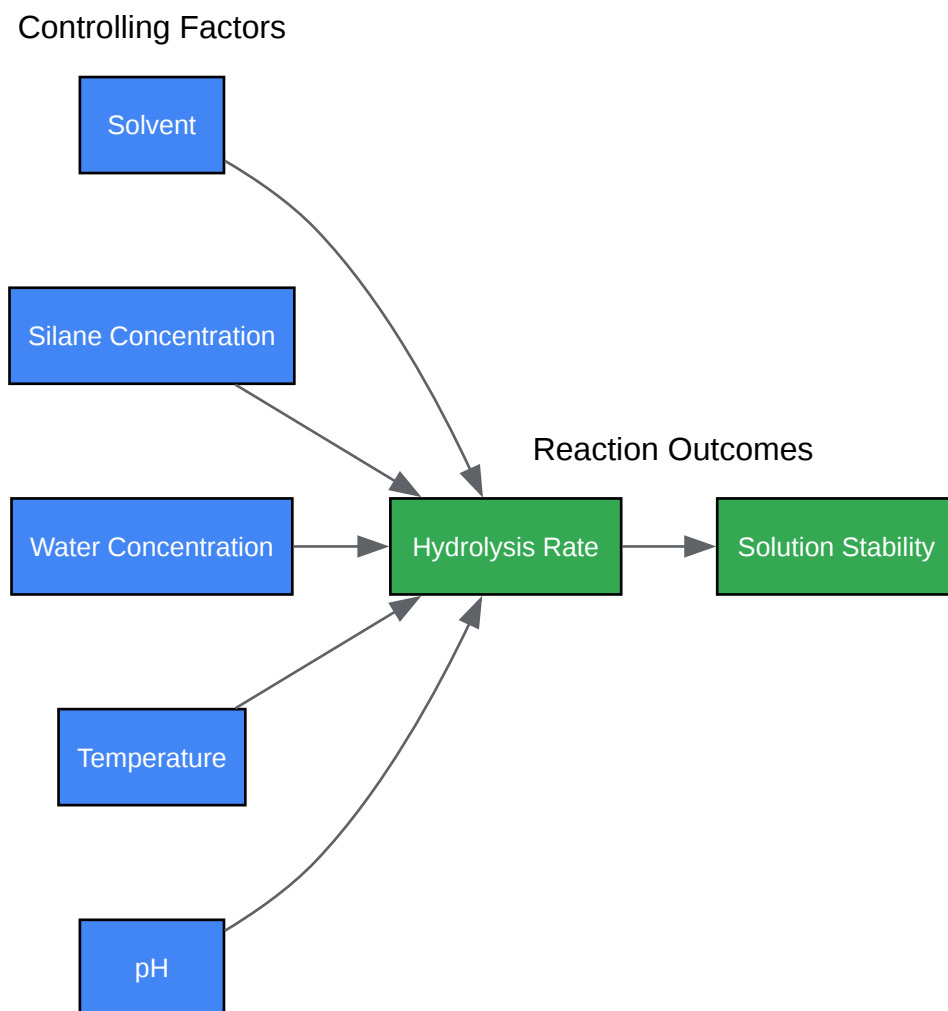 Controlling Factors
Solvent
Silane Concentration
Reaction Outcomes
Water Concentration
Hydrolysis Rate
Solution Stability
Temperature
pH